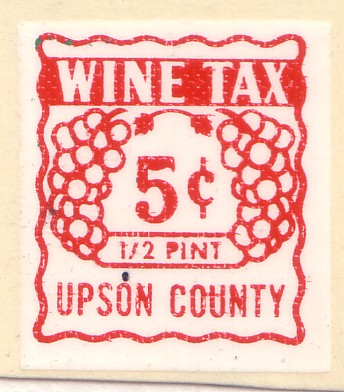 WINE TAX
5¢
1/2 PINT
UPSON COUNTY